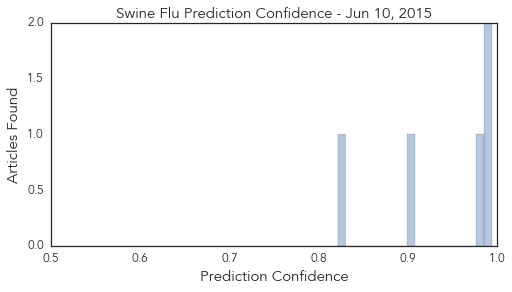 Swine Flu Prediction Confidence - Jun 10, 2015
2.0
1.5
1.0
0.5
0.0
Articles Found
0.5 0.6 0.7 0.8 0.9 1.0
Prediction Confidence